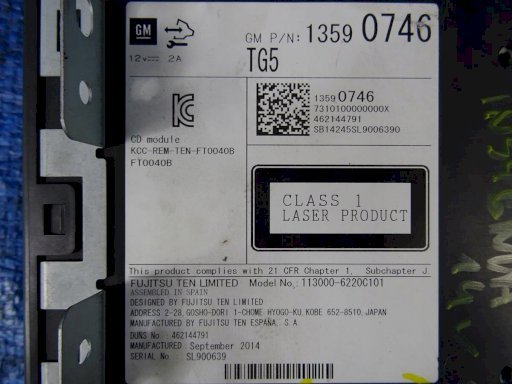 GM GM P/N: 1359 0746
12V 2A TG5
1359 0746
7310100000000X
462144791
SB14245SL9006390
CD module
KCC-REM-TEN-FT0040B
FT0040B
CLASS 1
LASER PRODUCT
This product complies with 21 CFR Chapter 1, Subchapter J.
FUJITSU TEN LIMITED Model No.: 113000-6220C101
ASSEMBLED IN SPAIN
DESIGNED BY FUJITSU TEN LIMITED
ADDRESS 2-28, GOSHO-DORI 1-CHOME HYOGO-KU, KOBE 652-8510, JAPAN
MANUFACTURED BY FUJITSU TEN ESPAÑA, S.A
DUNS No : 462144791
MANUFACTURED: September 2014
SERIAL No : SL900639